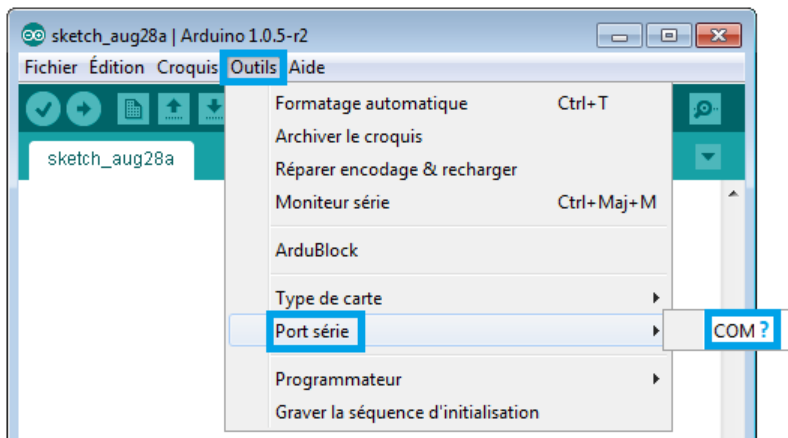 sketch_aug28a | Arduino 1.0.5-r2
Fichier Édition Croquis Outils Aide
sketch_aug28a
Formatage automatique Ctrl+T
Archiver le croquis
Réparer encodage & recharger
Moniteur série Ctrl+Maj+M
ArduBlock
Type de carte
Port série
COM ?
Programmateur
Graver la séquence d'initialisation